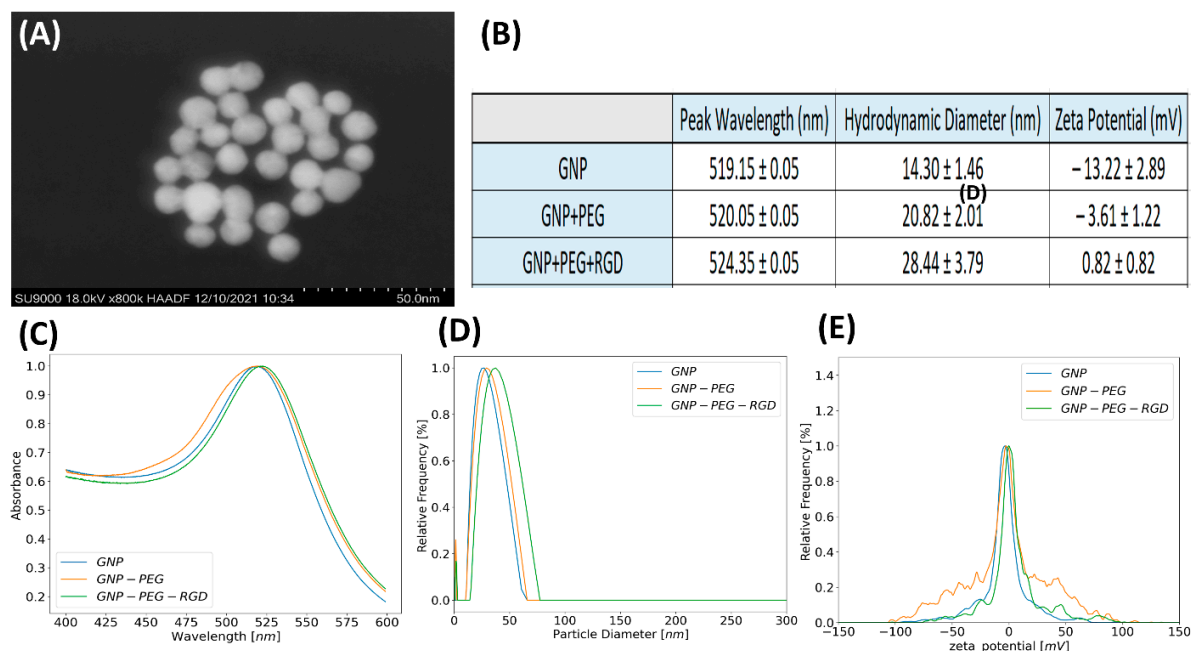 (A)
SU9000 18.0kV x800k HAADF 12/10/2021 10:34 50.0nm
(B)
Peak Wavelength (nm) Hydrodynamic Diameter (nm) Zeta Potential (mV)
GNP 519.15 ± 0.05 14.30 ± 1.46 −13.22 ± 2.89
(D)
GNP+PEG 520.05 ± 0.05 20.82 ± 2.01 −3.61 ± 1.22
GNP+PEG+RGD 524.35 ± 0.05 28.44 ± 3.79 0.82 ± 0.82
(C)
1.0
0.9
0.8
0.7
0.6
0.5
0.4
0.3
0.2
Absorbance
GNP
GNP − PEG
GNP − PEG − RGD
400 425 450 475 500 525 550 575 600
Wavelength [nm]
(D)
1.0
0.8
0.6
0.4
0.2
0.0
Relative Frequency [%]
GNP
GNP − PEG
GNP − PEG − RGD
0 50 100 150 200 250 300
Particle Diameter [nm]
(E)
1.4
1.2
1.0
0.8
0.6
0.4
0.2
0.0
Relative Frequency [%]
GNP
GNP − PEG
GNP − PEG − RGD
−150 −100 −50 0 50 100 150
zeta_potential [mV]